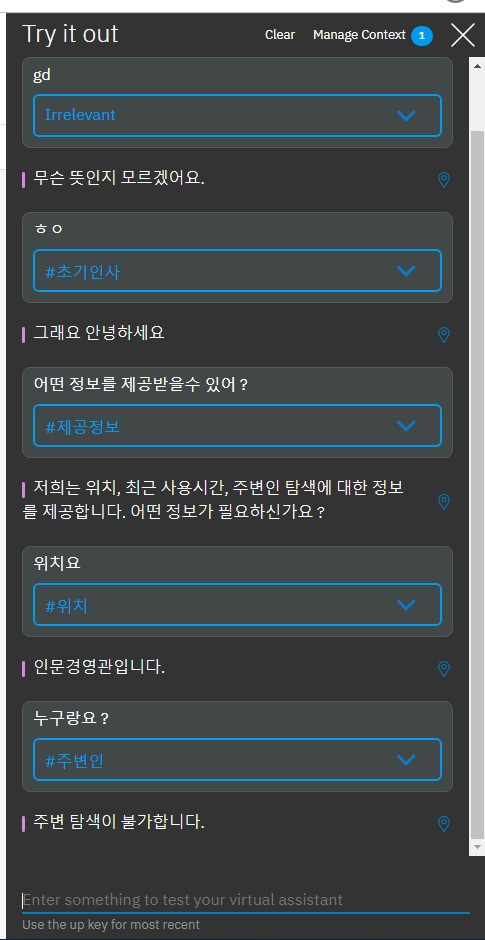 Try it out
Clear
Manage Context 1
gd
Irrelevant
무슨 뜻인지 모르겠어요.
ㅎㅇ
#초기인사
그래요 안녕하세요
어떤 정보를 제공받을수 있어?
#제공정보
저희는 위치, 최근 사용시간, 주변인 탐색에 대한 정보
를 제공합니다. 어떤 정보가 필요하신가요?
위치요
#위치
인문경영관입니다.
누구랑요?
#주변인
주변 탐색이 불가합니다.
Enter something to test your virtual assistant
Use the up key for most recent